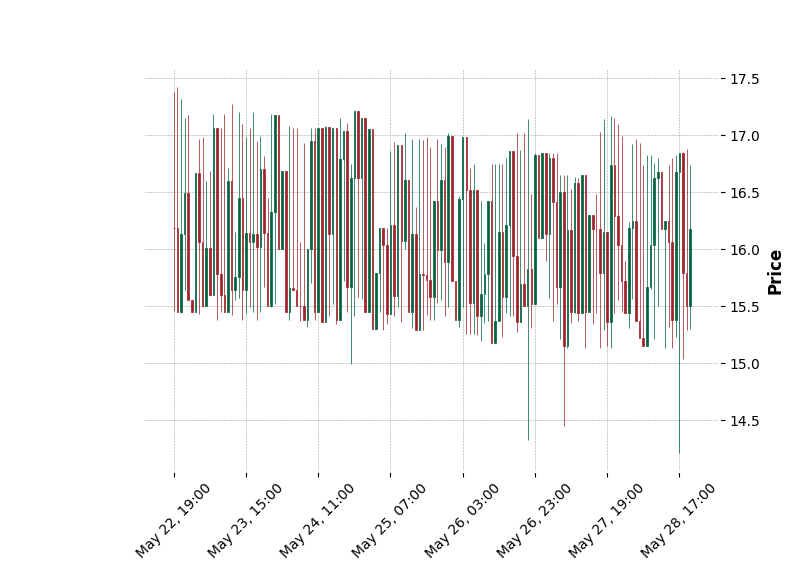 17.5
17.0
16.5
16.0
15.5
15.0
14.5
Price
May 22, 19:00
May 23, 15:00
May 24, 11:00
May 25, 07:00
May 26, 03:00
May 26, 23:00
May 27, 19:00
May 28, 17:00